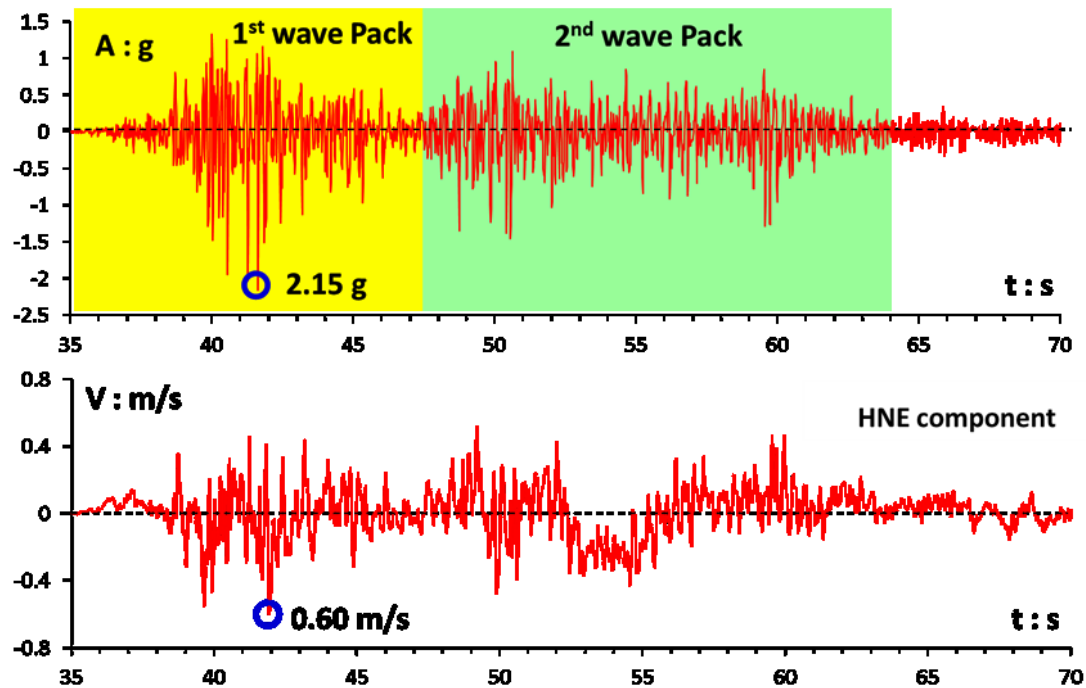 1.5
A : g
1st wave Pack
2nd wave Pack
1
0.5
0
-0.5
-1
-1.5
-2
2.15 g
t : s
-2.5
35 40 45 50 55 60 65 70
0.8
V : m/s
HNE component
0.4
0
-0.4
0.60 m/s
t : s
-0.8
35 40 45 50 55 60 65 70